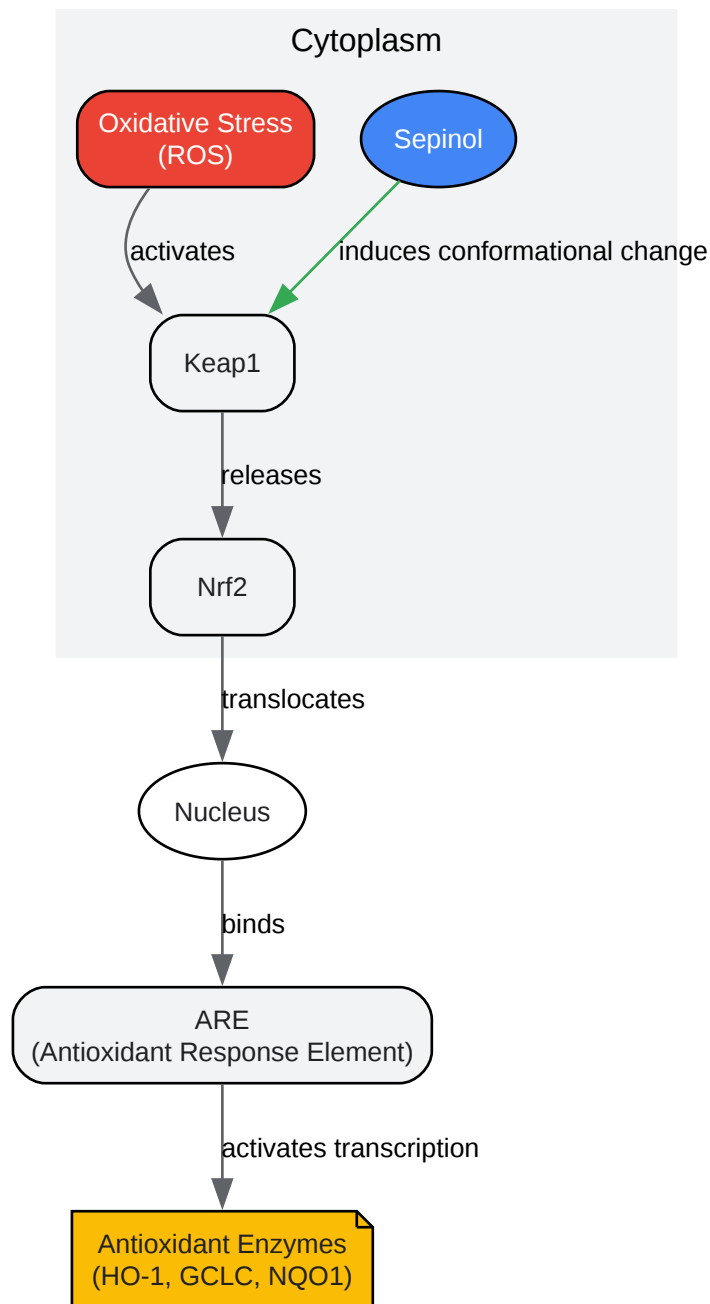 Cytoplasm
Oxidative Stress
(ROS)
Sepinol
activates
induces conformational change
Keap1
releases
Nrf2
translocates
Nucleus
binds
ARE
(Antioxidant Response Element)
activates transcription
Antioxidant Enzymes
(HO-1, GCLC, NQO1)